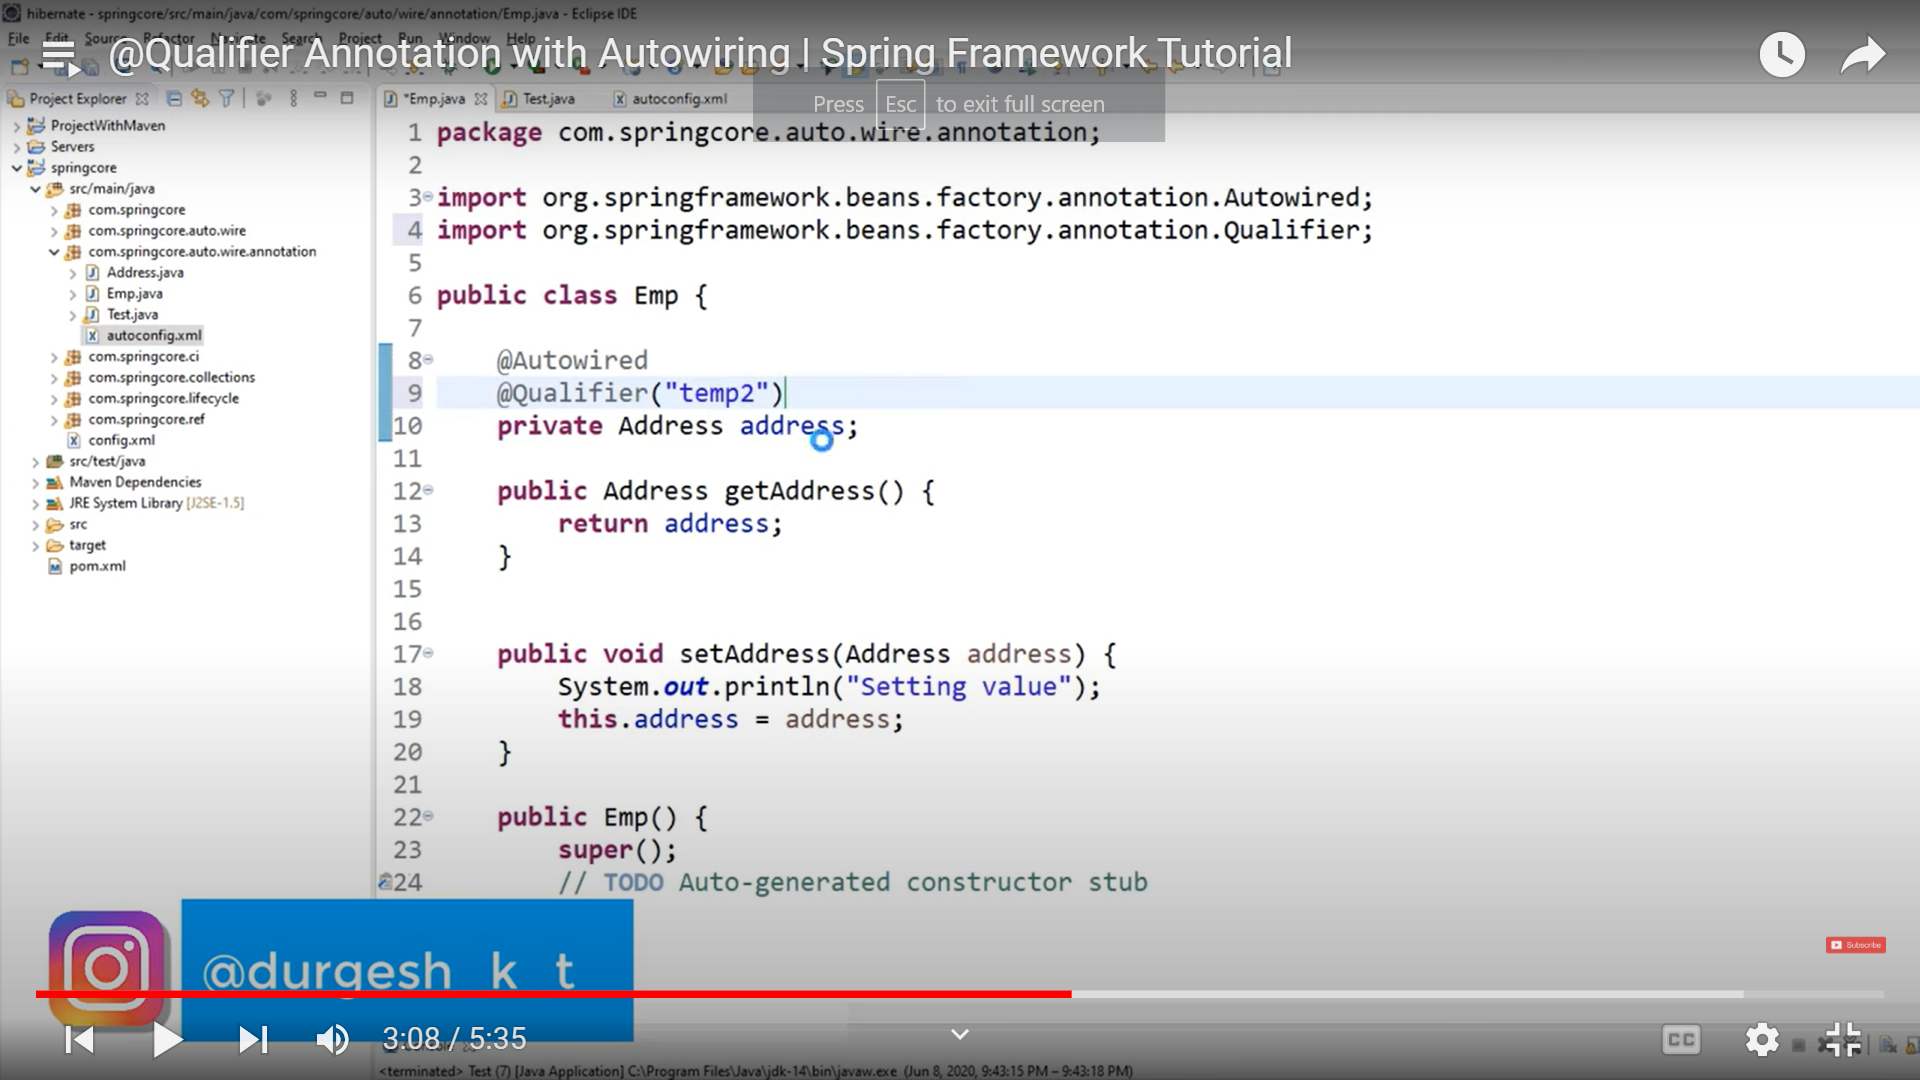 hibernate - springcore/src/main/java/com/springcore/auto/wire/annotation/Emp.java - Eclipse IDE
File Edit Source Refactor Navigate Search Project Run Window Help
@Qualifier Annotation with Autowiring | Spring Framework Tutorial
Press Esc to exit full screen
Project Explorer
*Emp.java Test.java autoconfig.xml
ProjectWithMaven
Servers
springcore
src/main/java
com.springcore
com.springcore.auto.wire
com.springcore.auto.wire.annotation
Address.java
Emp.java
Test.java
autoconfig.xml
com.springcore.ci
com.springcore.collections
com.springcore.lifecycle
com.springcore.ref
config.xml
src/test/java
Maven Dependencies
JRE System Library [J2SE-1.5]
src
target
pom.xml
1 package com.springcore.auto.wire.annotation;
2
3 import org.springframework.beans.factory.annotation.Autowired;
4 import org.springframework.beans.factory.annotation.Qualifier;
5
6 public class Emp {
7
8 @Autowired
9 @Qualifier("temp2")
10 private Address address;
11
12 public Address getAddress() {
13 return address;
14 }
15
16
17 public void setAddress(Address address) {
18 System.out.println("Setting value");
19 this.address = address;
20 }
21
22 public Emp() {
23 super();
24 // TODO Auto-generated constructor stub
@durgesh_k_t
Subscribe
3:08 / 5:35
CC
<terminated> Test (7) [Java Application] C:\Program Files\Java\jdk-14\bin\javaw.exe (Jun 8, 2020, 9:43:15 PM – 9:43:18 PM)